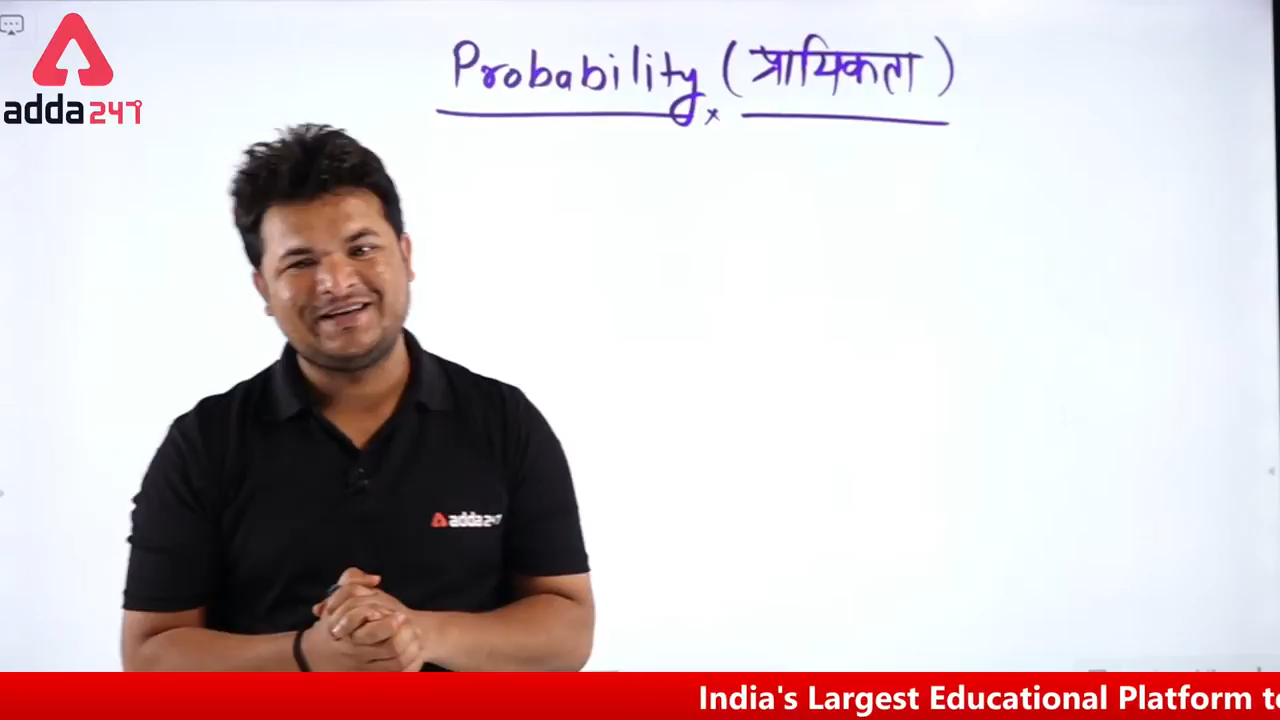 Probability (प्रायिकता)
adda247
adda247
India's Largest Educational Platform to